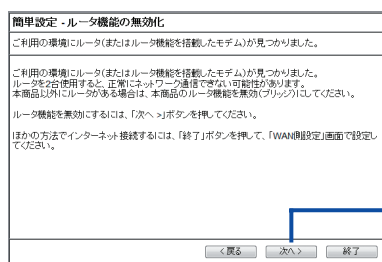 簡単設定 - ルータ機能の無効化
ご利用の環境にルータ(またはルータ機能を搭載したモデム)が見つかりました。
ご利用の環境にルータ(またはルータ機能を搭載したモデム)が見つかりました。
ルータを2台使用すると、正常にネットワーク通信できない可能性があります。
本商品以外にルータがある場合は、本商品のルータ機能を無効(ブリッジ)にしてください。
ルータ機能を無効にするには、「次へ >」ボタンを押してください。
ほかの方法でインターネット接続するには、「終了」ボタンを押して、「WAN側設定」画面で設定し
てください。
< 戻る 次へ > 終了